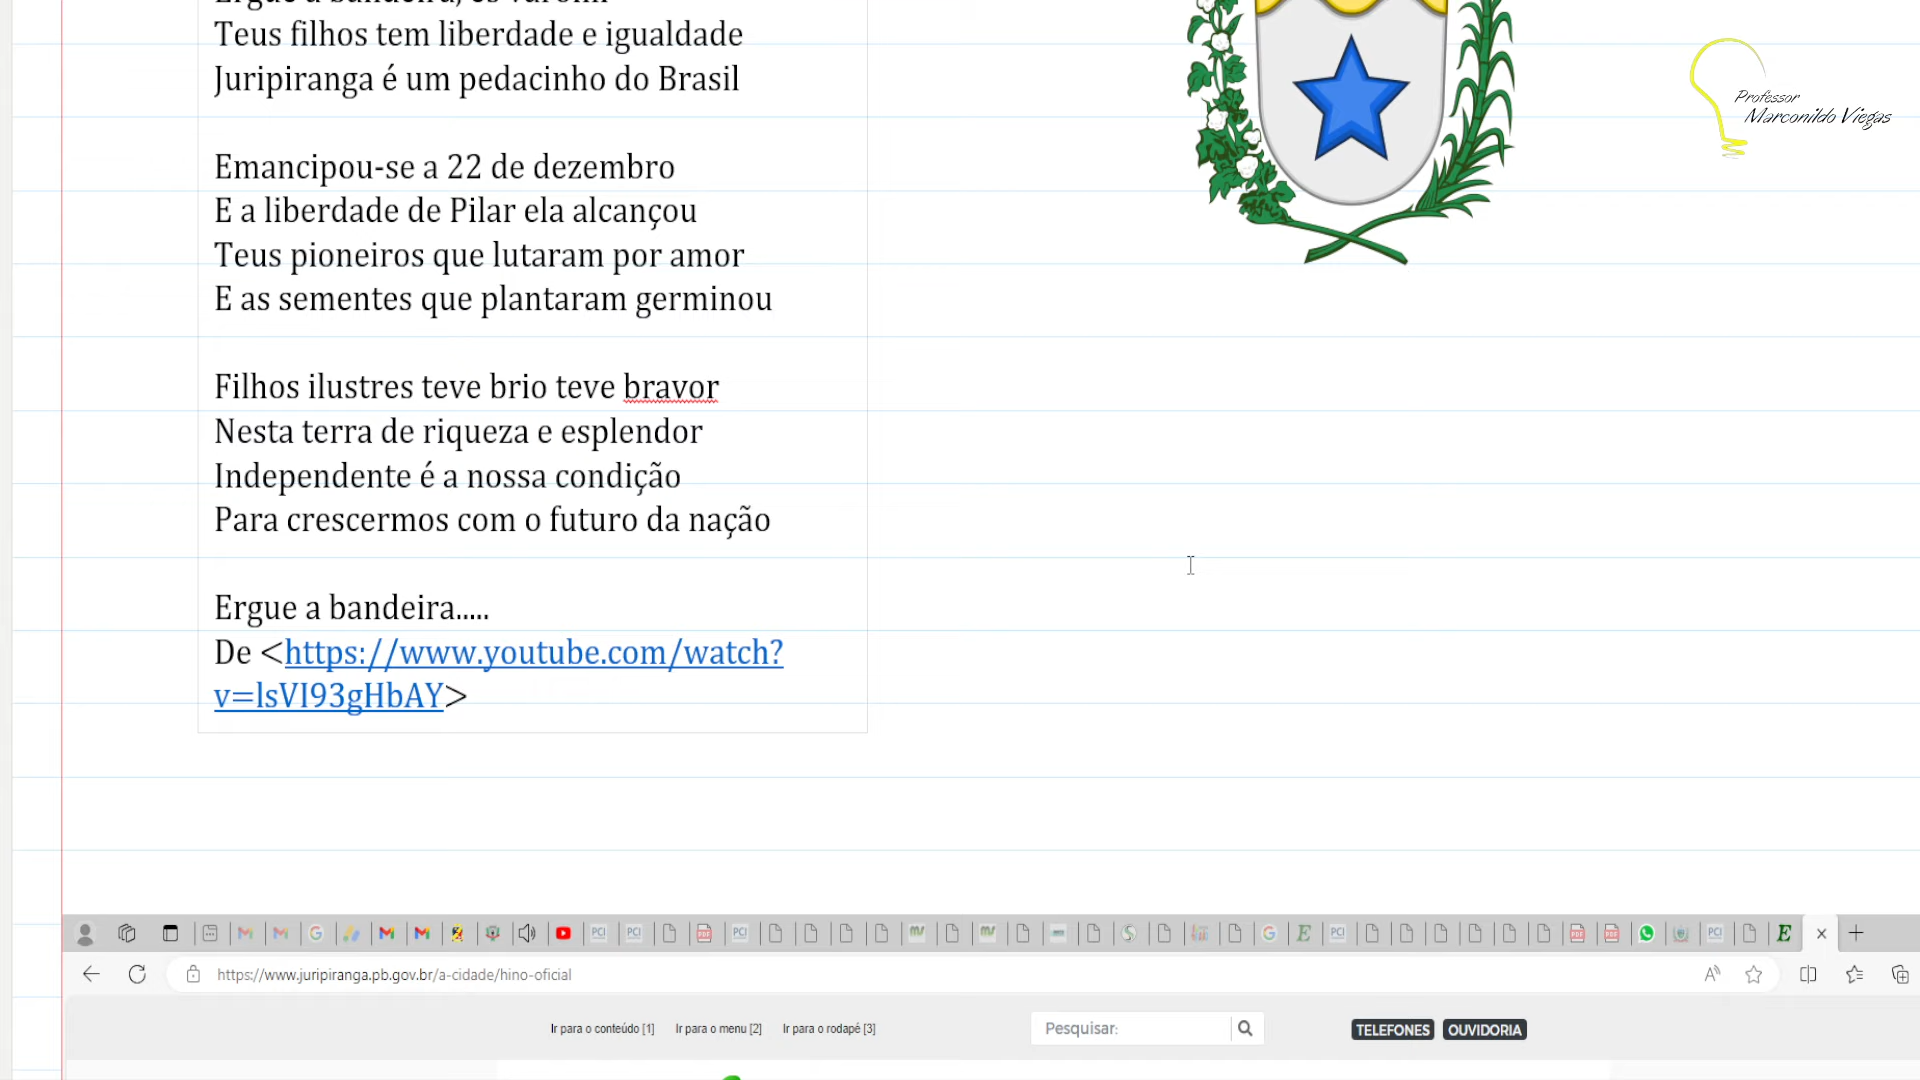 Teus filhos tem liberdade e igualdade
Juripiranga é um pedacinho do Brasil
Emancipou-se a 22 de dezembro
E a liberdade de Pilar ela alcançou
Teus pioneiros que lutaram por amor
E as sementes que plantaram germinou
Filhos ilustres teve brio teve bravor
Nesta terra de riqueza e esplendor
Independente é a nossa condição
Para crescermos com o futuro da nação
Ergue a bandeira.....
De <https://www.youtube.com/watch?
v=lsVI93gHbAY>
Professor
Marconildo Viegas
https://www.juripiranga.pb.gov.br/a-cidade/hino-oficial
Ir para o conteúdo [1] Ir para o menu [2] Ir para o rodapé [3]
Pesquisar:
TELEFONES OUVIDORIA